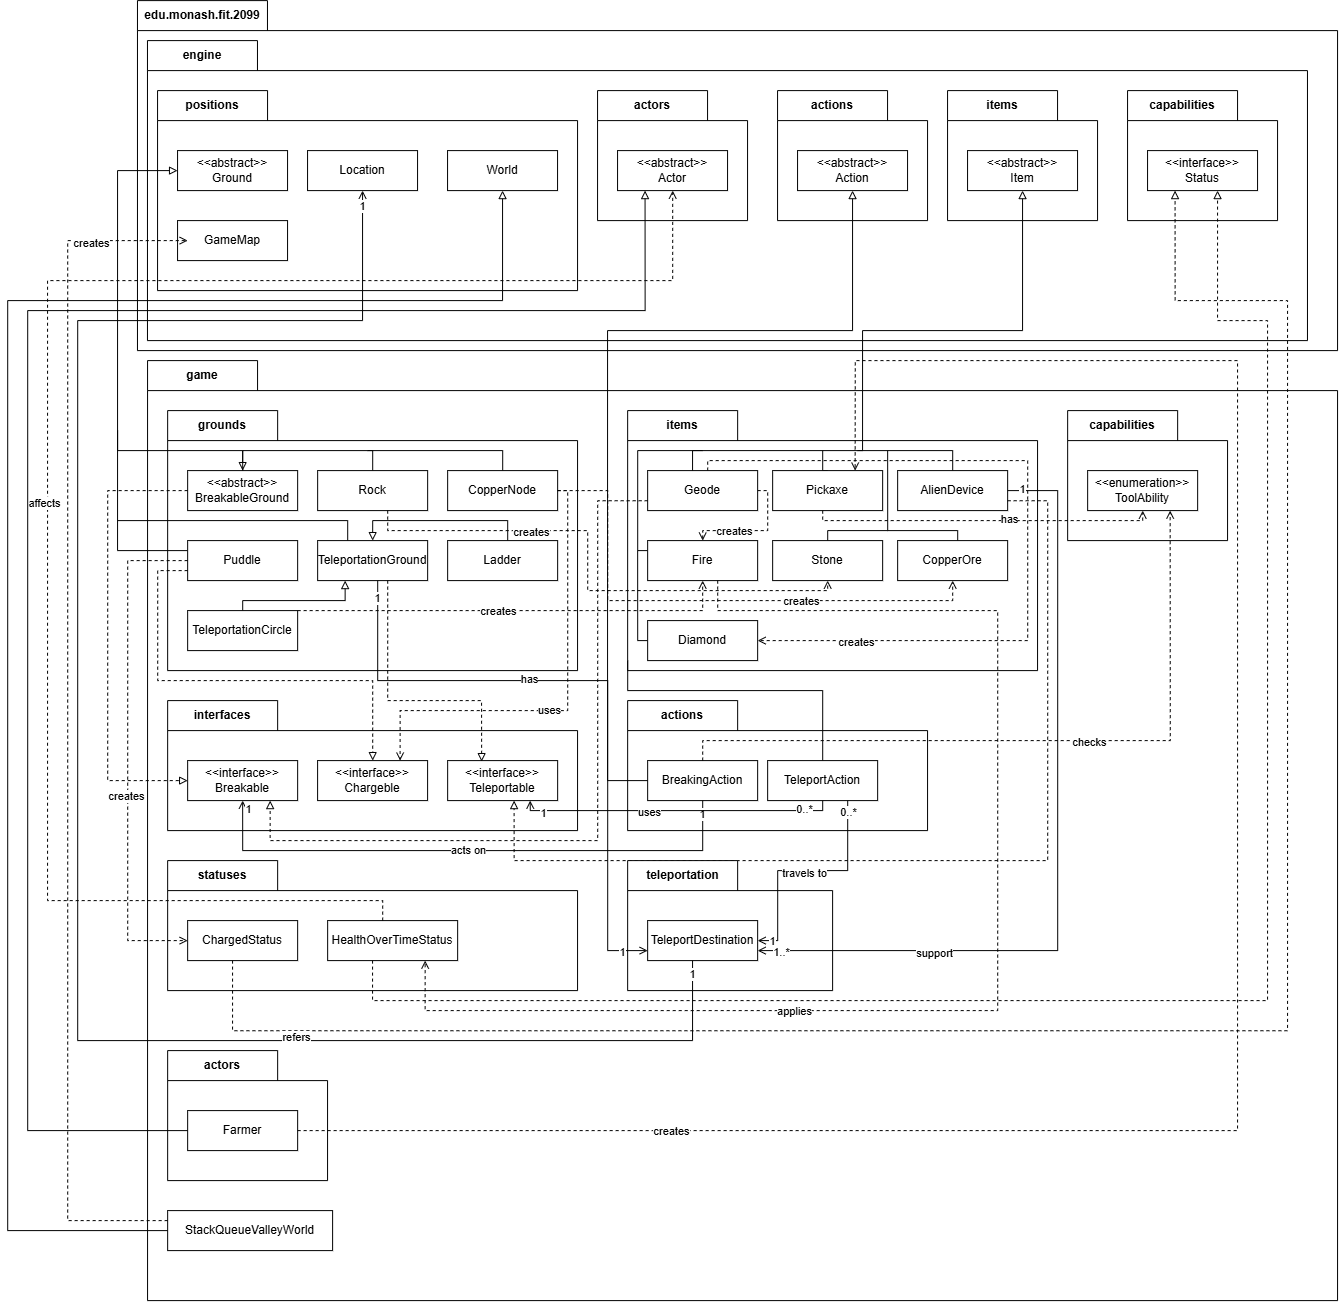 edu.monash.fit.2099
engine
positions
actors
actions
items
capabilities
<<abstract>>
Ground
Location
World
<<abstract>>
Actor
<<abstract>>
Action
<<abstract>>
Item
<<interface>>
Status
1
GameMap
creates
game
grounds
items
capabilities
<<abstract>>
BreakableGround
Rock
CopperNode
Geode
Pickaxe
AlienDevice
1
<<enumeration>>
ToolAbility
affects
has
creates
creates
Puddle
TeleportationGround
Ladder
Fire
Stone
CopperOre
1
creates
creates
TeleportationCircle
Diamond
creates
has
uses
interfaces
actions
checks
<<interface>>
Breakable
<<interface>>
Chargeble
<<interface>>
Teleportable
BreakingAction
TeleportAction
creates
1
1
uses
1
0..*
0..*
acts on
statuses
teleportation
travels to
ChargedStatus
HealthOverTimeStatus
TeleportDestination
1
1
1..*
support
1
applies
refers
actors
Farmer
creates
StackQueueValleyWorld